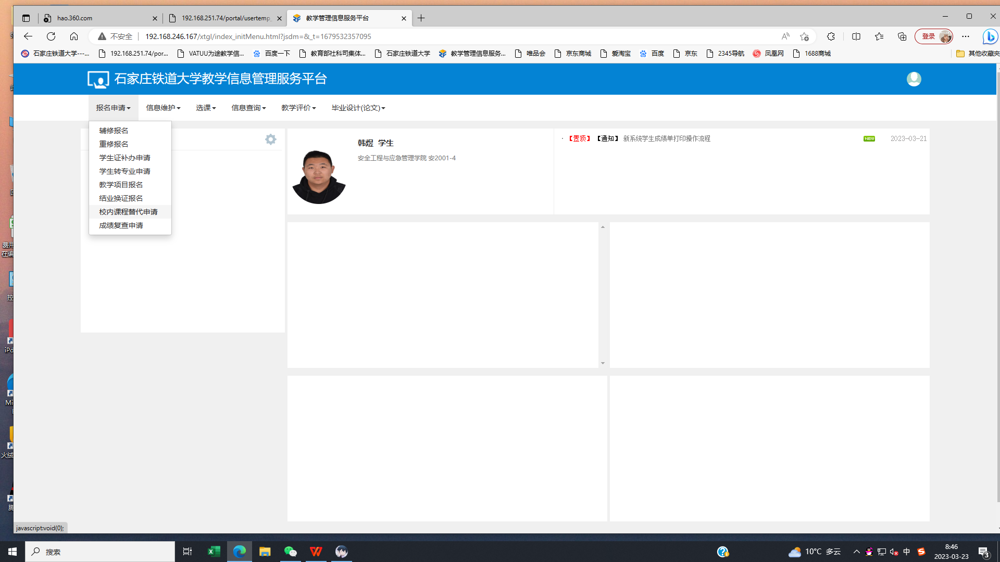 hao.360.com
192.168.251.74/portal/usertemp_
教学管理信息服务平台
不安全
192.168.246.167/xtgl/index_initMenu.html?jsdm=&_t=1679532357095
登录
石家庄铁道大学---...
192.168.251.74/por...
VATUU为途教学信...
百度一下
教育部社科司集体...
石家庄铁道大学
教学管理信息服务...
唯品会
京东商城
爱淘宝
百度
京东
2345导航
凤凰网
1688商城
其他收藏夹
石家庄铁道大学教学信息管理服务平台
报名申请
信息维护
选课
信息查询
教学评价
毕业设计(论文)
辅修报名
重修报名
学生证补办申请
学生转专业申请
教学项目报名
结业换证报名
校内课程替代申请
成绩复查申请
韩煜 学生
安全工程与应急管理学院 安2001-4
·【置顶】【通知】新系统学生成绩单打印操作流程
NEW
2023-03-21
费用
在编
控
iPo
Mi
火绒
腾
javascript:void(0);
搜索
10°C 多云
中
8:46
2023-03-23
3